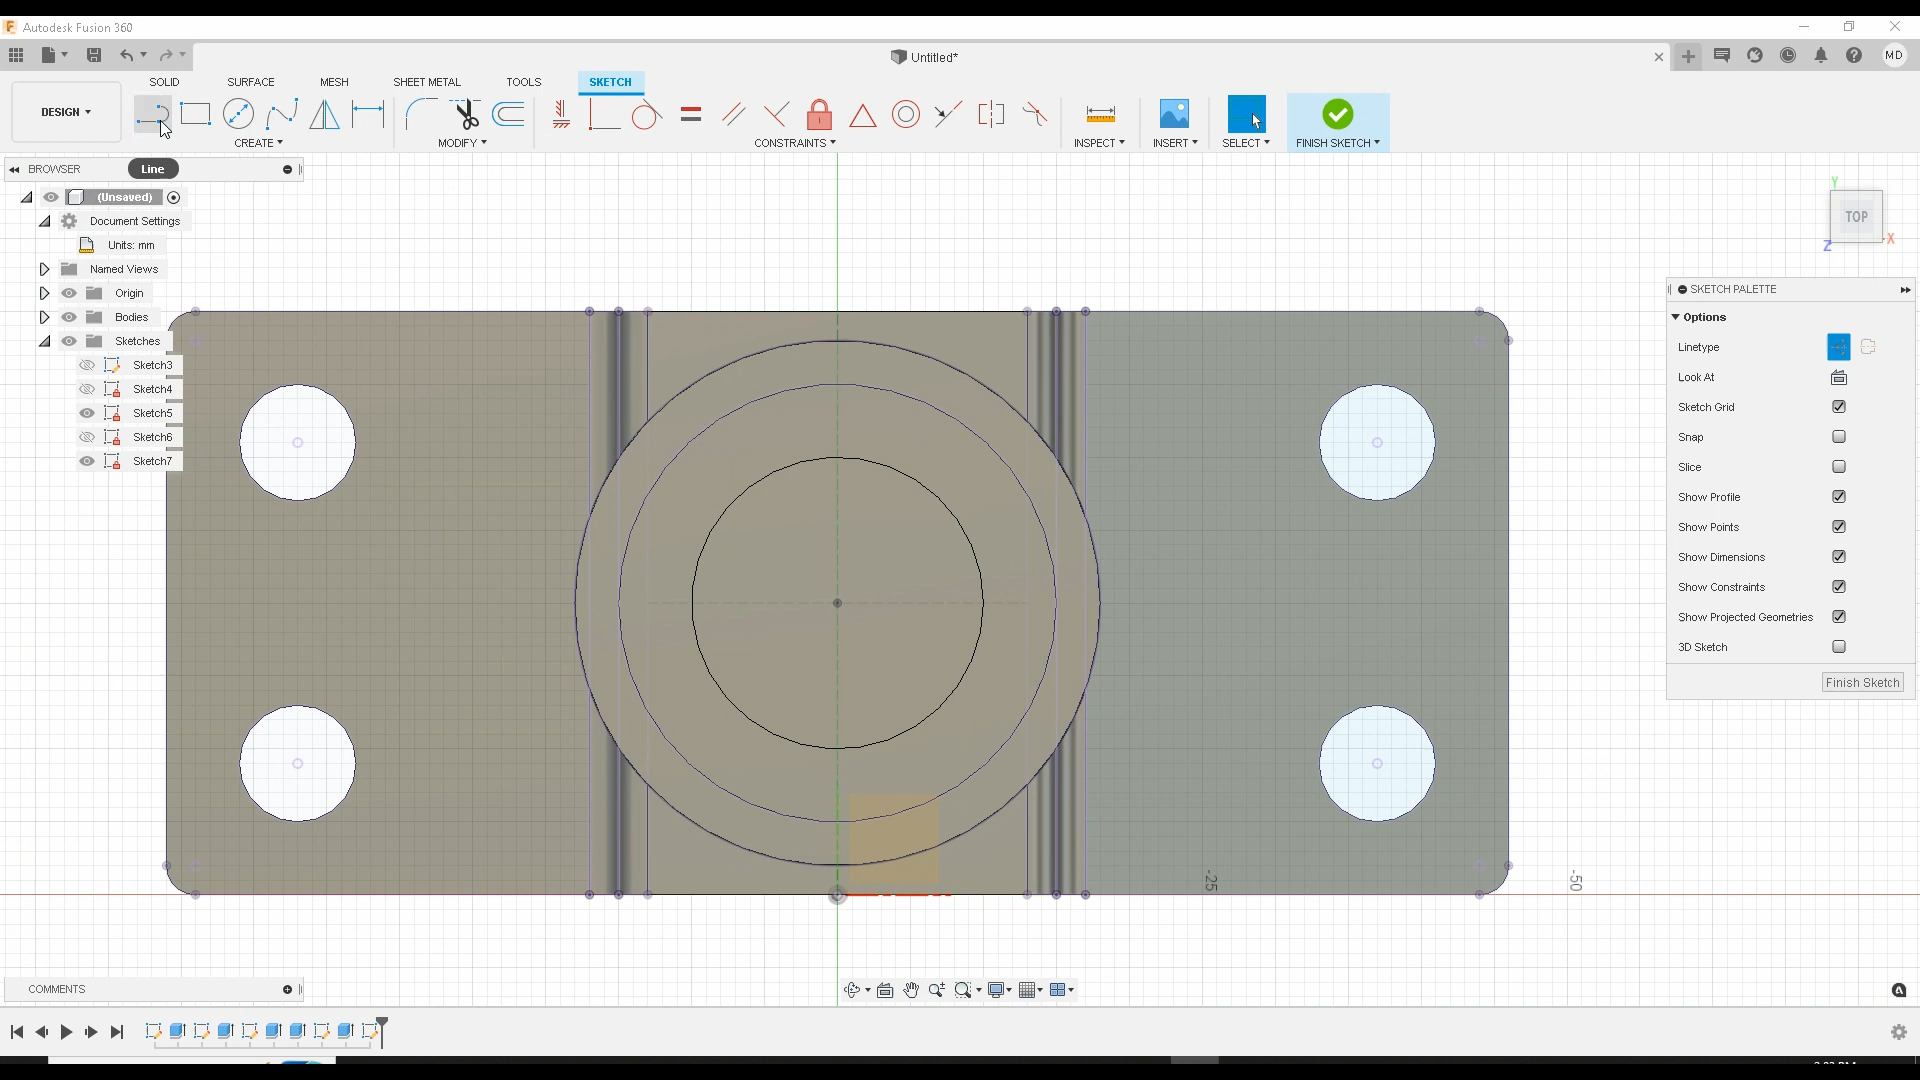 Autodesk Fusion 360
Untitled*
MD
SOLID
SURFACE
MESH
SHEET METAL
TOOLS
SKETCH
DESIGN
CREATE
MODIFY
CONSTRAINTS
INSPECT
INSERT
SELECT
FINISH SKETCH
BROWSER
Line
(Unsaved)
Document Settings
Units: mm
Named Views
Origin
Bodies
Sketches
Sketch3
Sketch4
Sketch5
Sketch6
Sketch7
Y
TOP
Z
X
SKETCH PALETTE
Options
Linetype
Look At
Sketch Grid
Snap
Slice
Show Profile
Show Points
Show Dimensions
Show Constraints
Show Projected Geometries
3D Sketch
Finish Sketch
-25
-50
COMMENTS